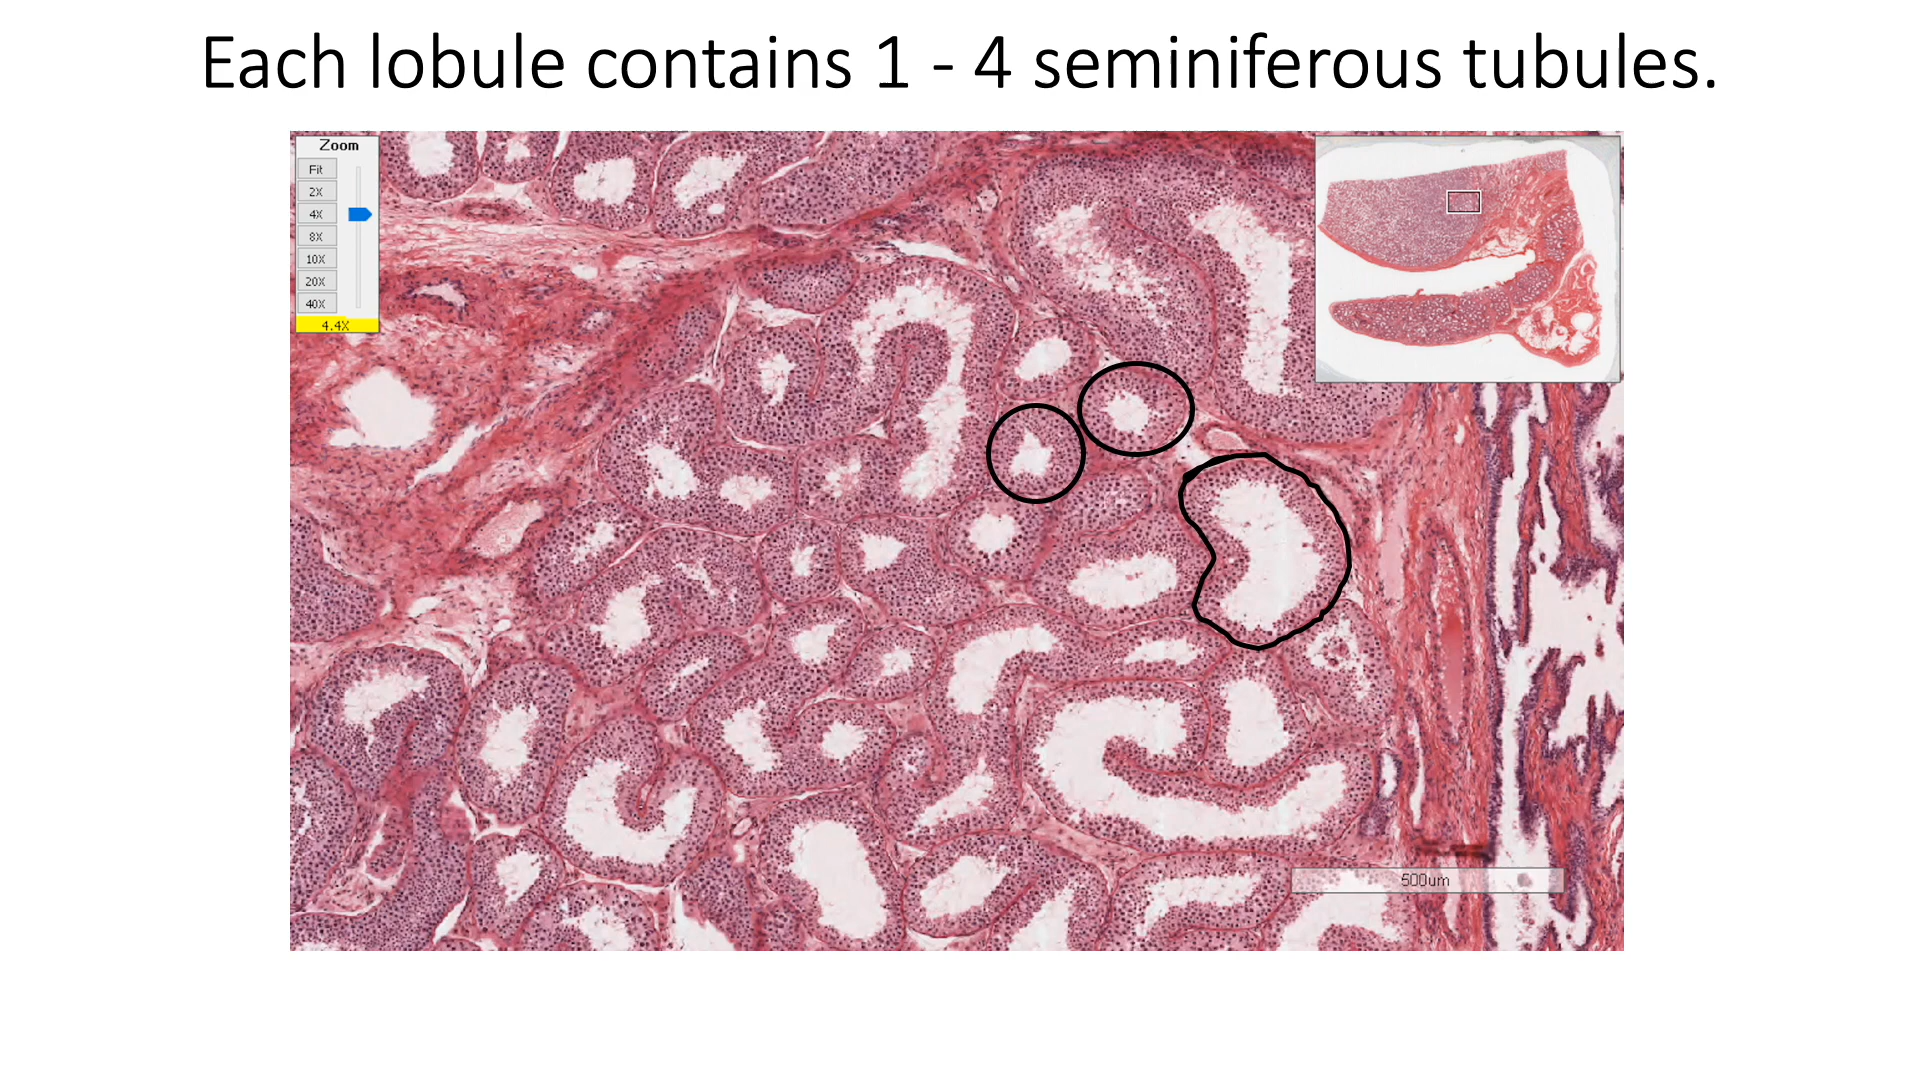 Each lobule contains 1 - 4 seminiferous tubules.
Zoom
Fit
2X
4X
8X
10X
20X
40X
4.4X
500um